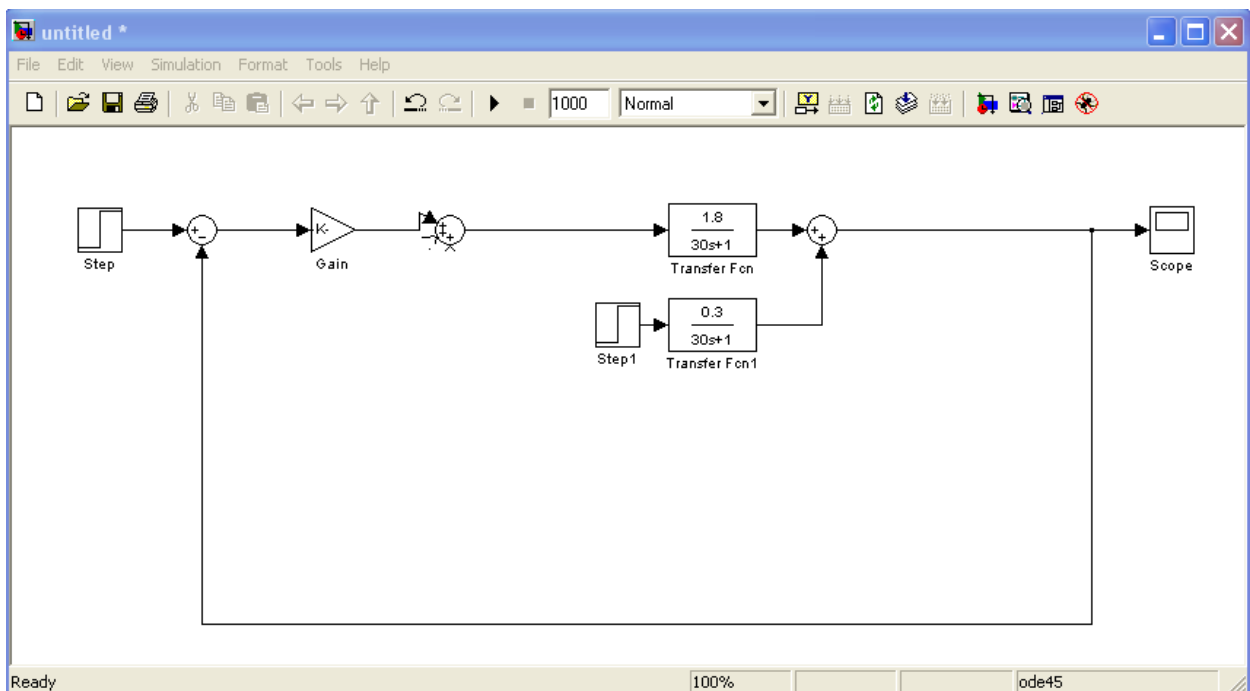 untitled *
File Edit View Simulation Format Tools Help
1000 Normal
Step
K-
Gain
1.8
30s+1
Transfer Fcn
Scope
Step1
0.3
30s+1
Transfer Fcn1
Ready 100% ode45